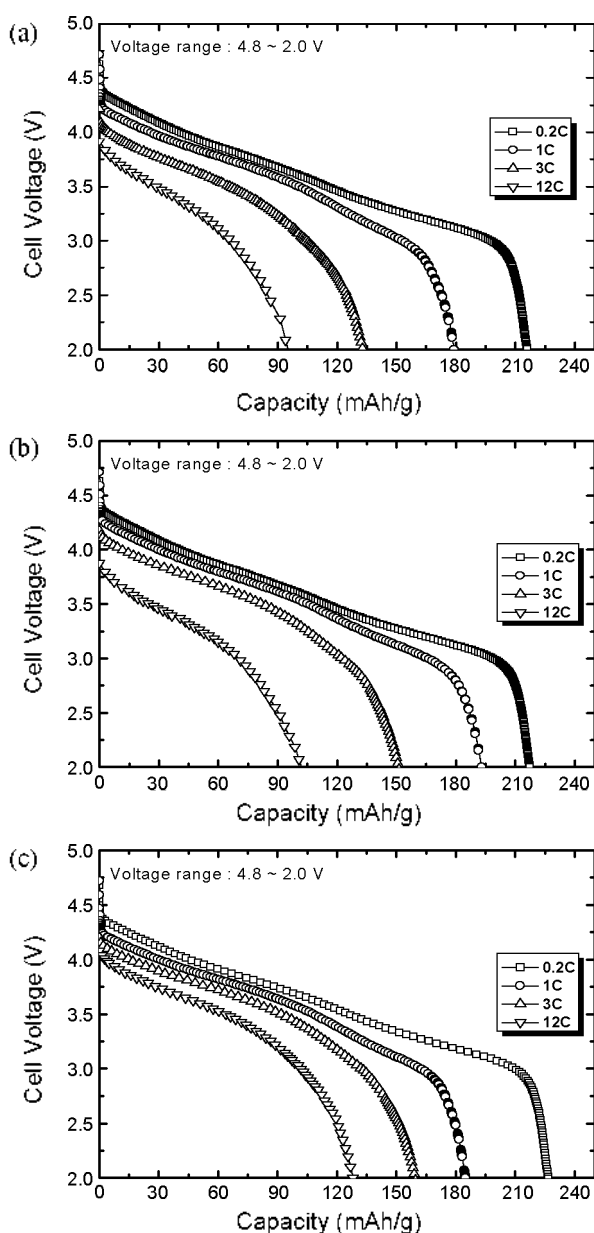 (a)
Voltage range : 4.8 ~ 2.0 V
5.0
4.5
4.0
3.5
3.0
2.5
2.0
Cell Voltage (V)
0.2C
1C
3C
12C
0 30 60 90 120 150 180 210 240
Capacity (mAh/g)
(b)
Voltage range : 4.8 ~ 2.0 V
5.0
4.5
4.0
3.5
3.0
2.5
2.0
Cell Voltage (V)
0.2C
1C
3C
12C
0 30 60 90 120 150 180 210 240
Capacity (mAh/g)
(c)
Voltage range : 4.8 ~ 2.0 V
5.0
4.5
4.0
3.5
3.0
2.5
2.0
Cell Voltage (V)
0.2C
1C
3C
12C
0 30 60 90 120 150 180 210 240
Capacity (mAh/g)